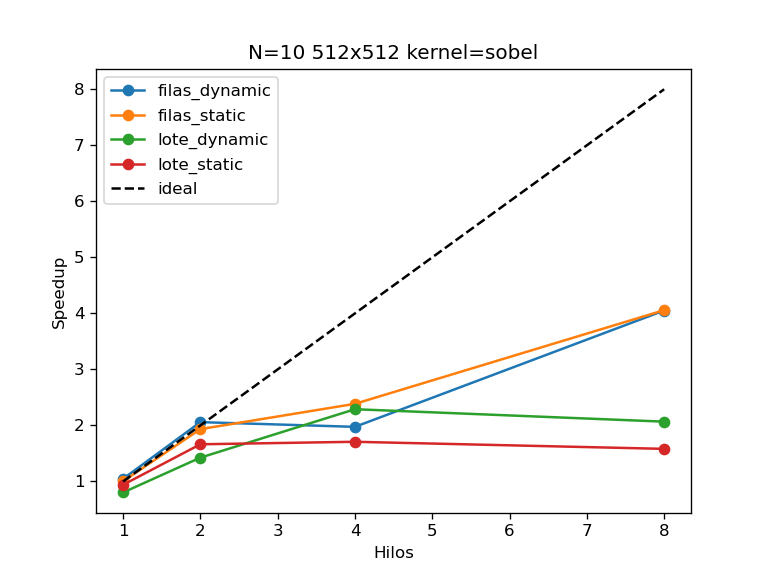 N=10 512x512 kernel=sobel
filas_dynamic
filas_static
lote_dynamic
lote_static
ideal
Speedup
8
7
6
5
4
3
2
1
1 2 3 4 5 6 7 8
Hilos